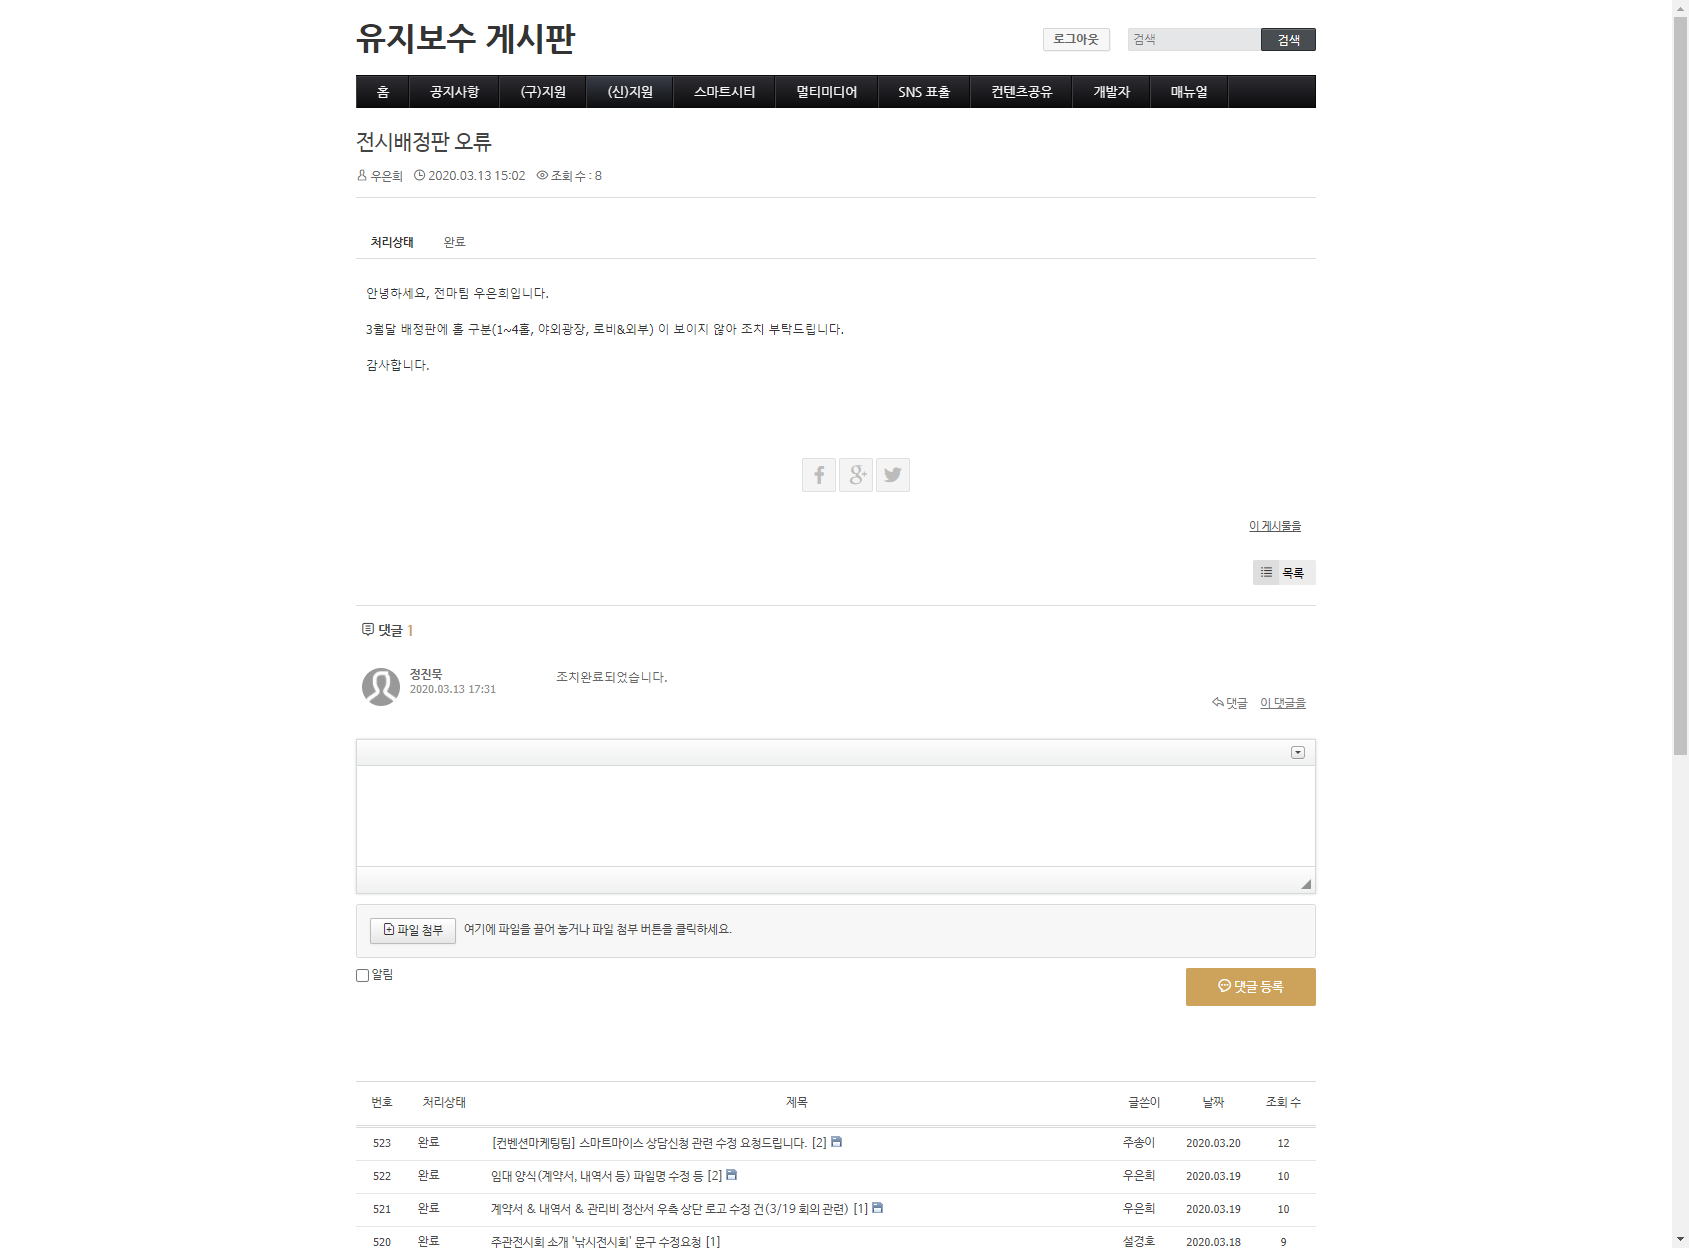 유지보수 게시판
로그아웃 검색 검색
홈 공지사항 (구)지원 (신)지원 스마트시티 멀티미디어 SNS 표출 컨텐츠공유 개발자 매뉴얼
전시배정판 오류
우은희 2020.03.13 15:02 조회 수 : 8
처리상태 완료
안녕하세요, 전마팀 우은희입니다.
3월달 배정판에 홀 구분(1~4홀, 야외광장, 로비&외부) 이 보이지 않아 조치 부탁드립니다.
감사합니다.
이 게시물을
목록
댓글 1
정진묵
2020.03.13 17:31
조치완료되었습니다.
댓글 이 댓글을
파일 첨부 여기에 파일을 끌어 놓거나 파일 첨부 버튼을 클릭하세요.
알림
댓글 등록
번호 처리상태 제목 글쓴이 날짜 조회 수
523 완료 [컨벤션마케팅팀] 스마트마이스 상담신청 관련 수정 요청드립니다. [2] 주송이 2020.03.20 12
522 완료 임대 양식(계약서, 내역서 등) 파일명 수정 등 [2] 우은희 2020.03.19 10
521 완료 계약서 & 내역서 & 관리비 정산서 우측 상단 로고 수정 건(3/19 회의 관련) [1] 우은희 2020.03.19 10
520 완료 주관전시회 소개 '낚시전시회' 문구 수정요청 [1] 설경호 2020.03.18 9